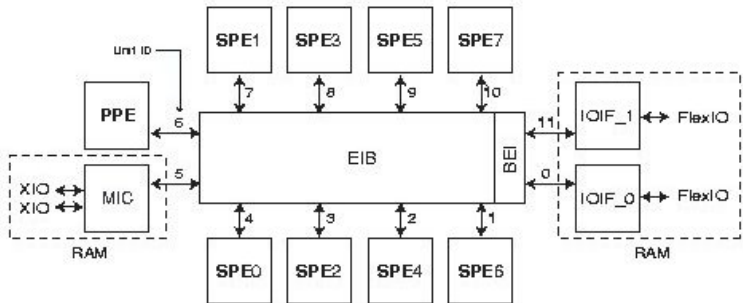 SPE1 SPE3 SPE5 SPE7
Unit ID
7 8 9 10
PPE 6 11 IOIF_1 FlexIO
EIB BEI
XIO MIC 5 0 IOIF_0 FlexIO
XIO
4 3 2 1
RAM RAM
SPE0 SPE2 SPE4 SPE6